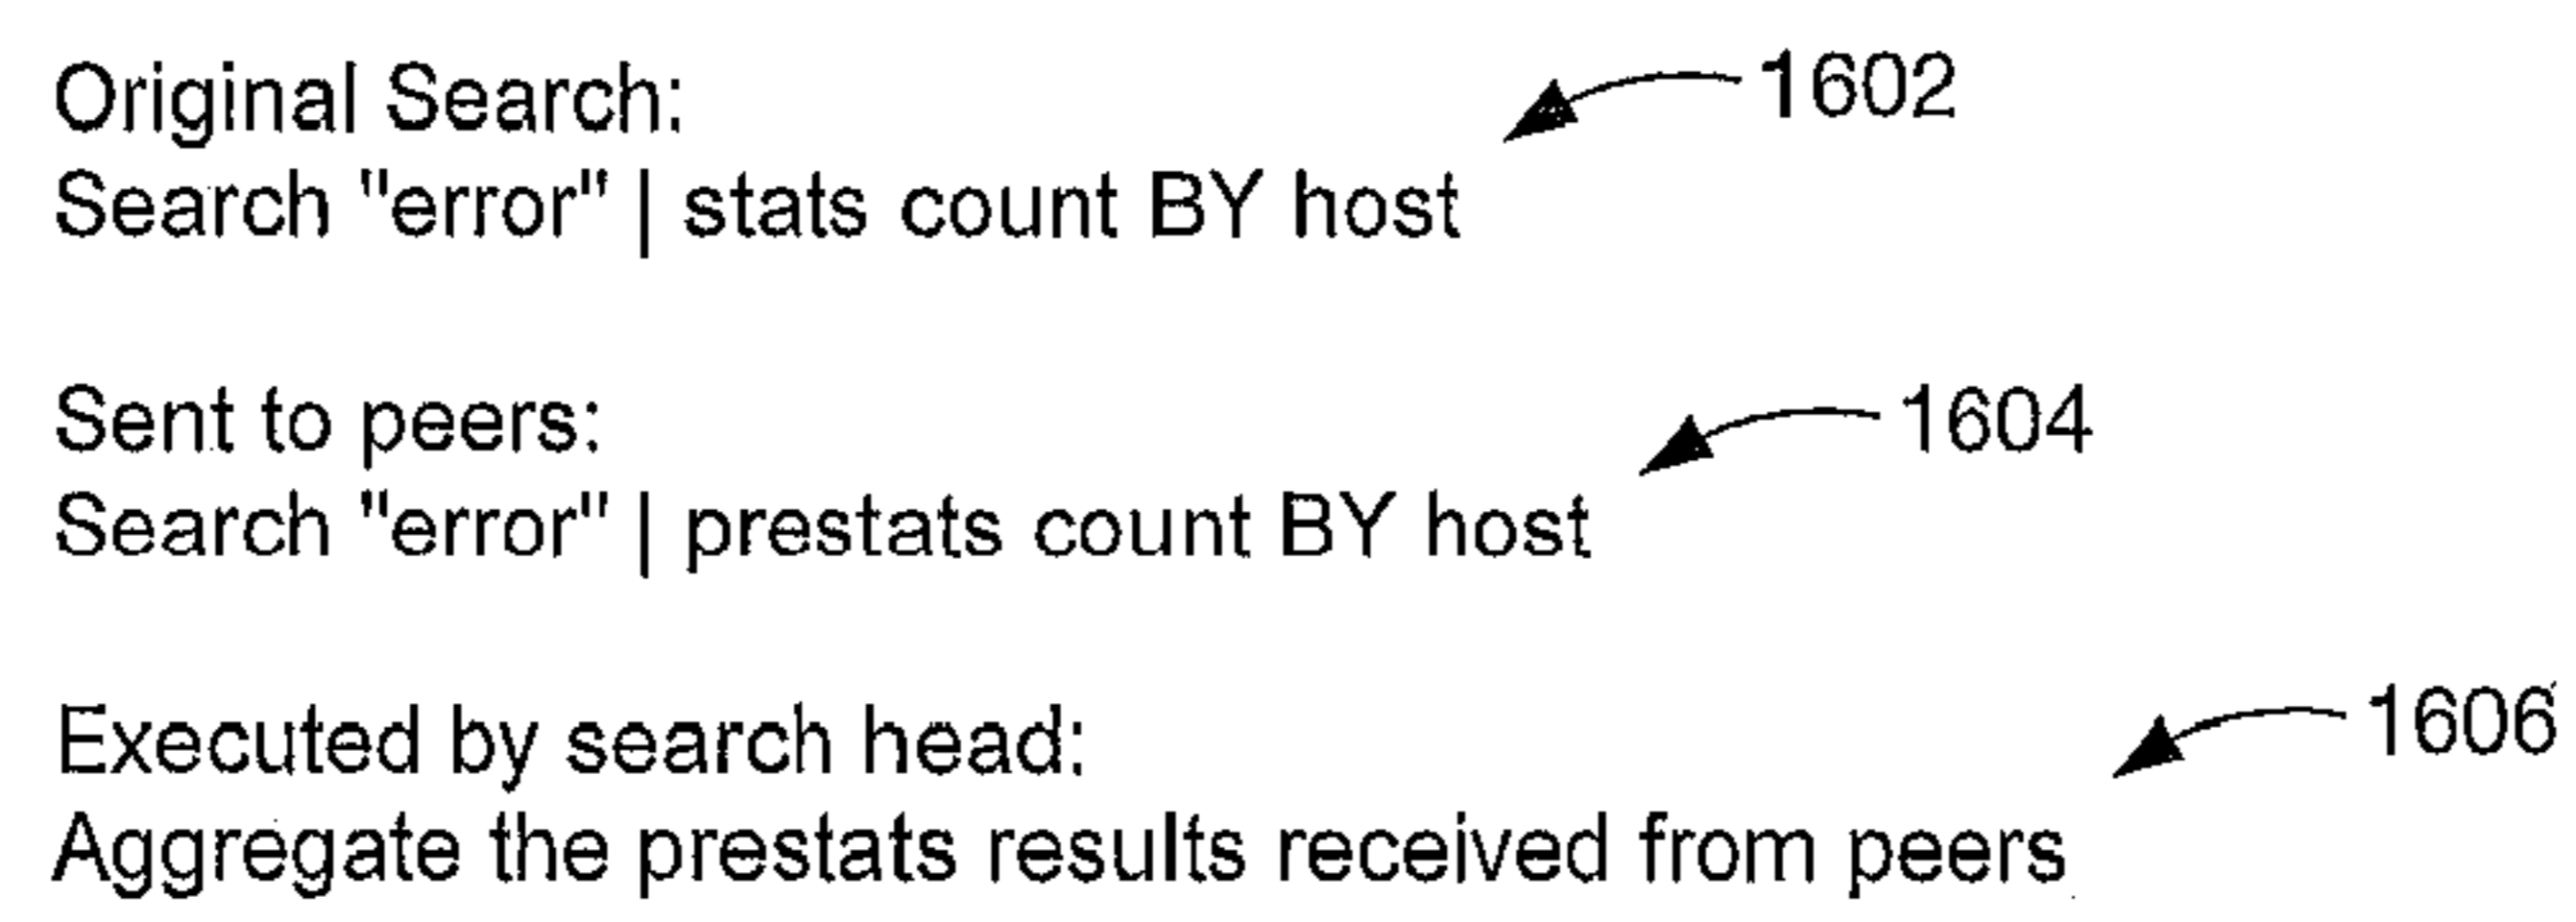 Original Search:
1602
Search "error" | stats count BY host
Sent to peers:
1604
Search "error" | prestats count BY host
Executed by search head:
1606
Aggregate the prestats results received from peers